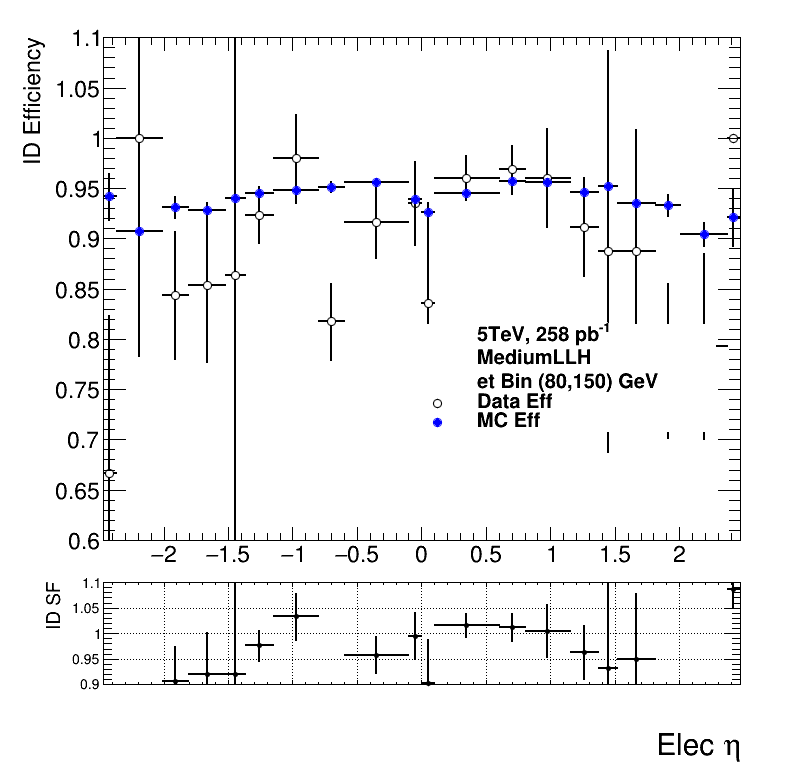 ID Efficiency
1.1
1.05
1
0.95
0.9
0.85
0.8
0.75
0.7
0.65
0.6
5TeV, 258 pb-1
MediumLLH
et Bin (80,150) GeV
Data Eff
MC Eff
−2 −1.5 −1 −0.5 0 0.5 1 1.5 2
ID SF
1.1
1.05
1
0.95
0.9
Elec η